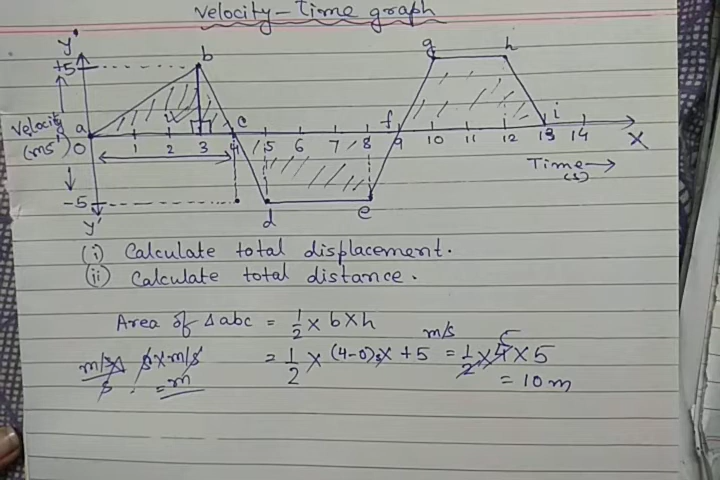 Velocity - Time graph
y'
+5
b
g
h
Velocity
(ms⁻¹)
a
0
1
2
3
4
c
5
6
7
8
f
9
10
11
12
13
i
14
X
Time →
(s)
-5
y'
d
e
(i) Calculate total displacement.
(ii) Calculate total distance.
Area of Δabc = 1/2 × b × h
= 1/2 × (4-0)s × +5 m/s = 1/2 × 4 × 5
= 10 m
s × m/s
= m